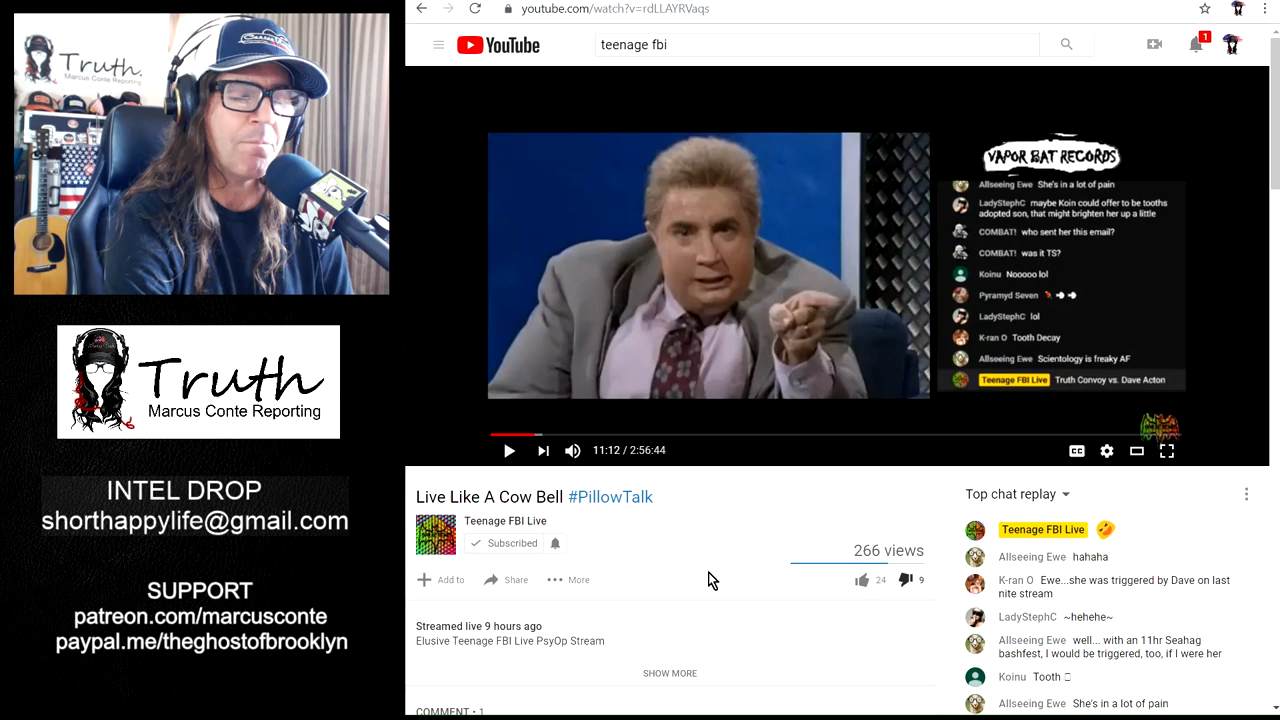 Truth.
Marcus Conte Reporting
Truth
Marcus Conte Reporting
INTEL DROP
shorthappylife@gmail.com
SUPPORT
patreon.com/marcusconte
paypal.me/theghostofbrooklyn
youtube.com/watch?v=rdLLAYRVaqs
YouTube
teenage fbi
1
VAPOR BAT RECORDS
Allseeing Ewe She's in a lot of pain
LadyStephC maybe Koin could offer to be tooths
adopted son, that might brighten her up a little
COMBAT! who sent her this email?
COMBAT! was it TS?
Koinu Nooooo lol
Pyramyd Seven
LadyStephC lol
K-ran O Tooth Decay
Allseeing Ewe Scientology is freaky AF
Teenage FBI Live Truth Convoy vs. Dave Acton
11:12 / 2:56:44
CC
Live Like A Cow Bell #PillowTalk
Teenage FBI Live
Subscribed
266 views
Add to
Share
More
24
9
Streamed live 9 hours ago
Elusive Teenage FBI Live PsyOp Stream
SHOW MORE
COMMENT • 1
Top chat replay
Teenage FBI Live
Allseeing Ewe hahaha
K-ran O Ewe...she was triggered by Dave on last
nite stream
LadyStephC ~hehehe~
Allseeing Ewe well... with an 11hr Seahag
bashfest, I would be triggered, too, if I were her
Koinu Tooth
Allseeing Ewe She's in a lot of pain